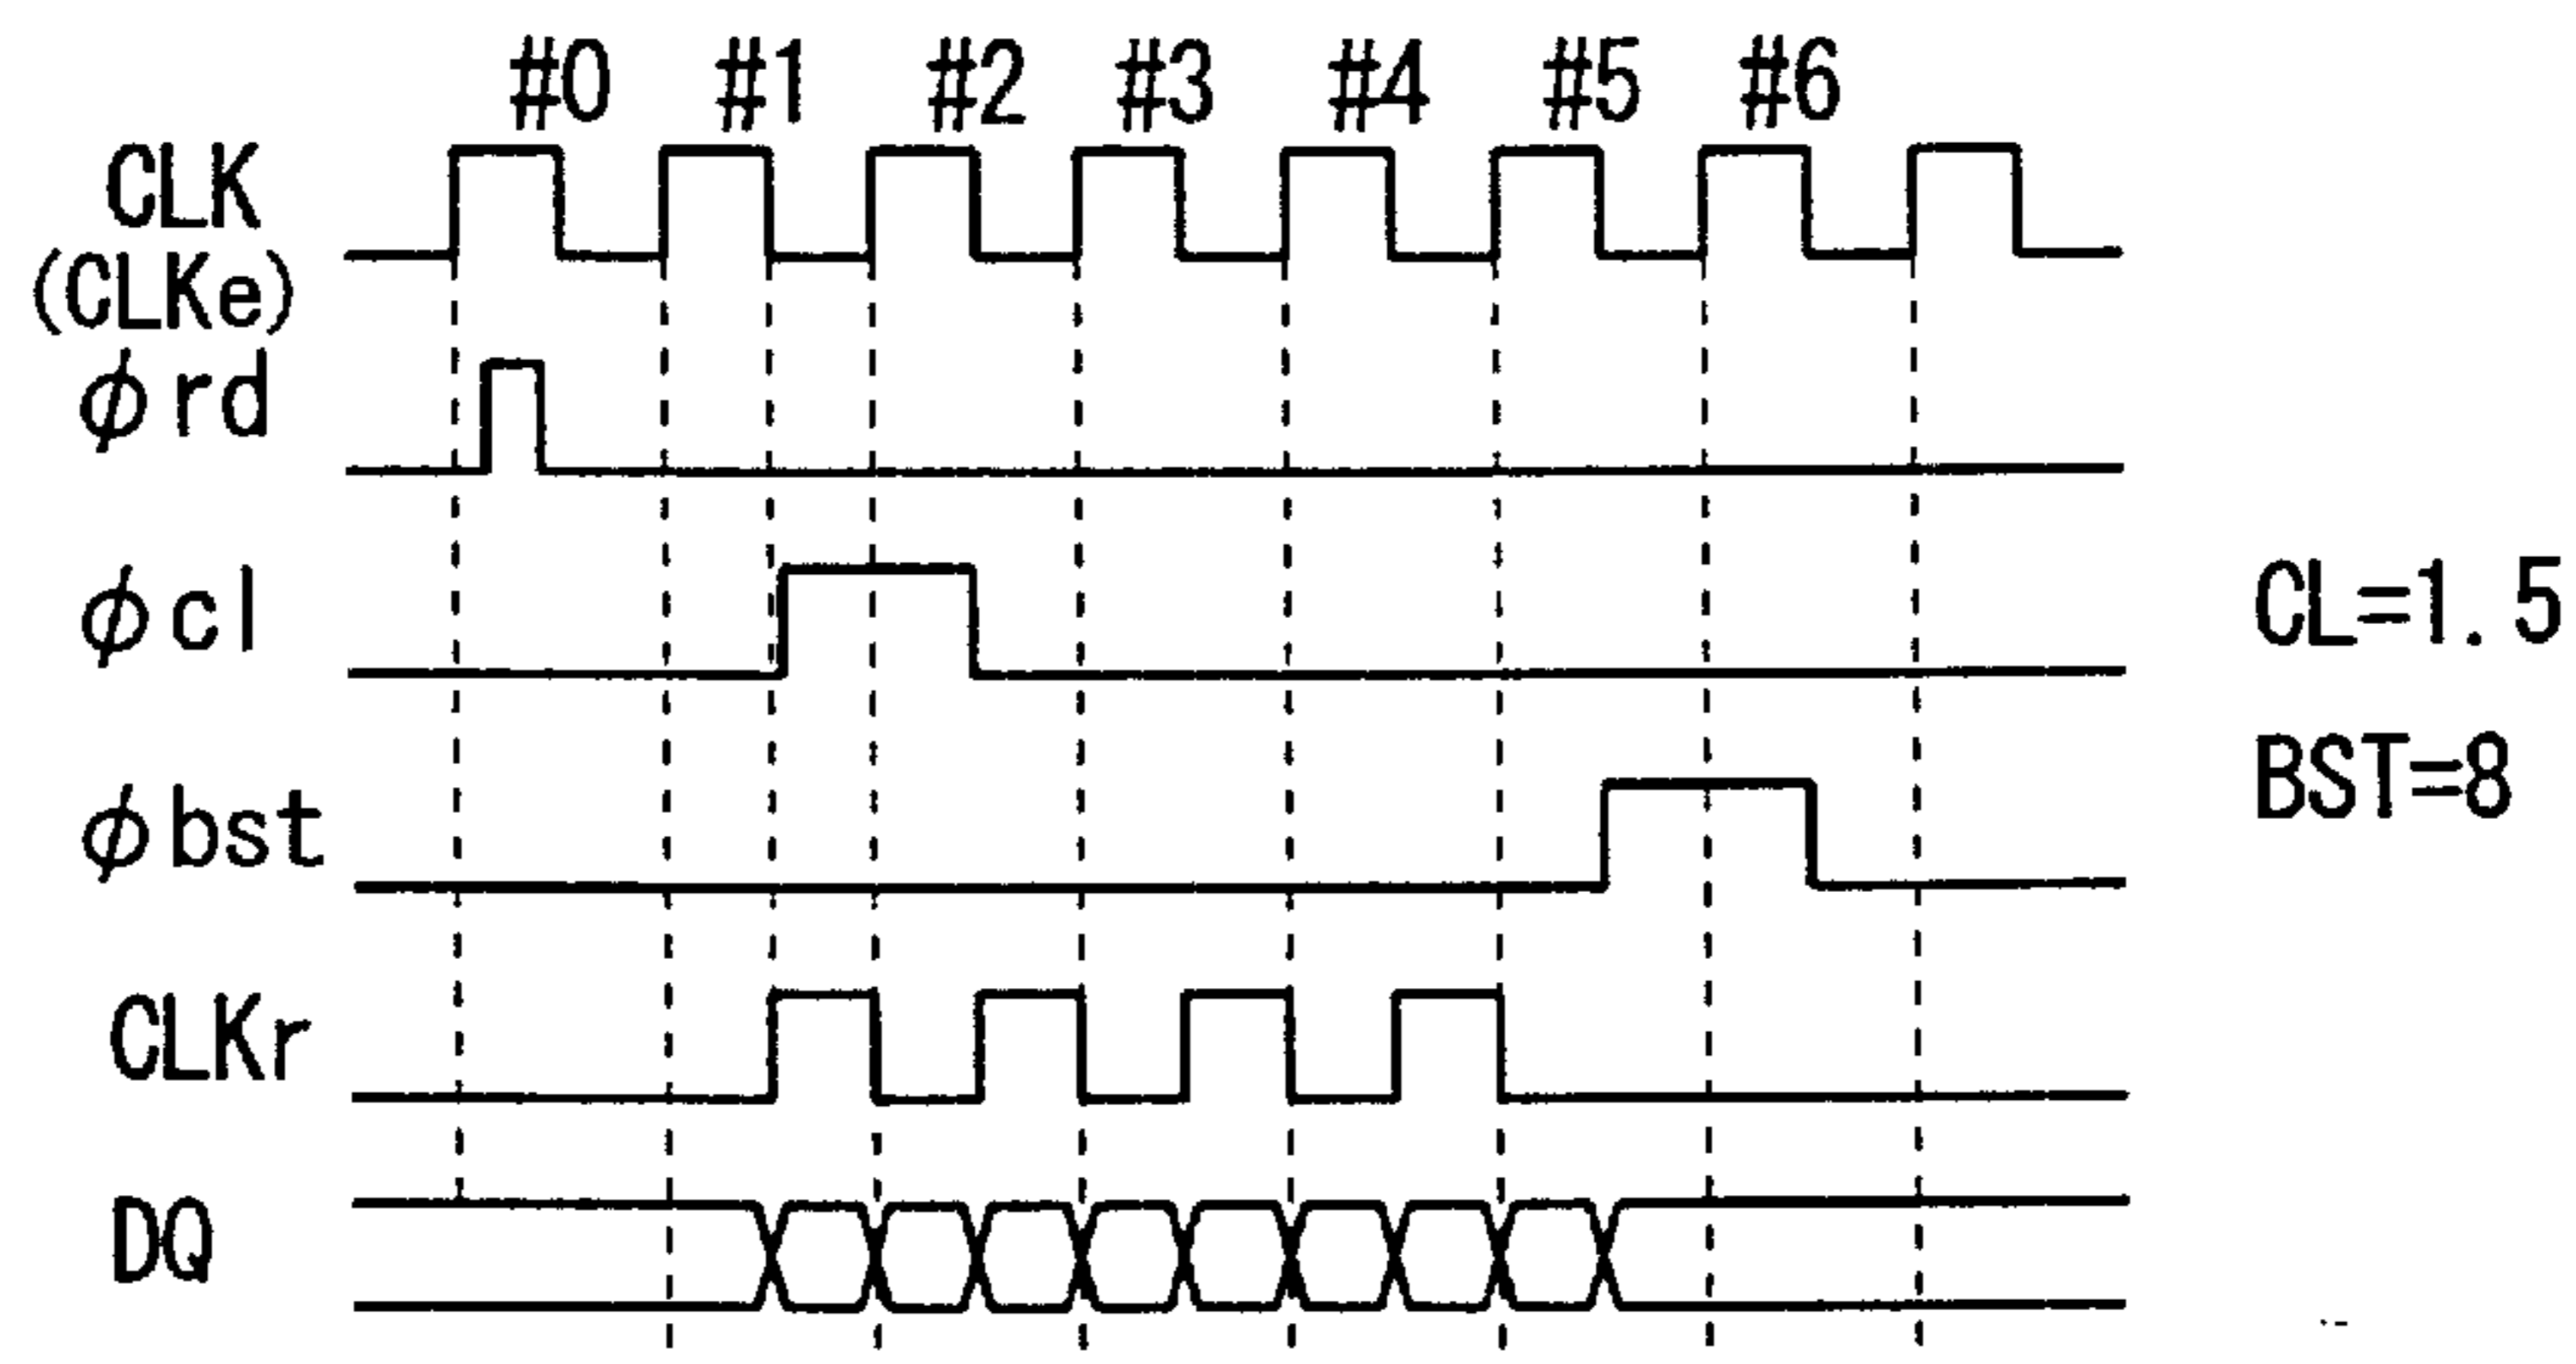 #0 #1 #2 #3 #4 #5 #6
CLK
(CLKe)
φrd
φcl
CL=1.5
φbst
BST=8
CLKr
DQ